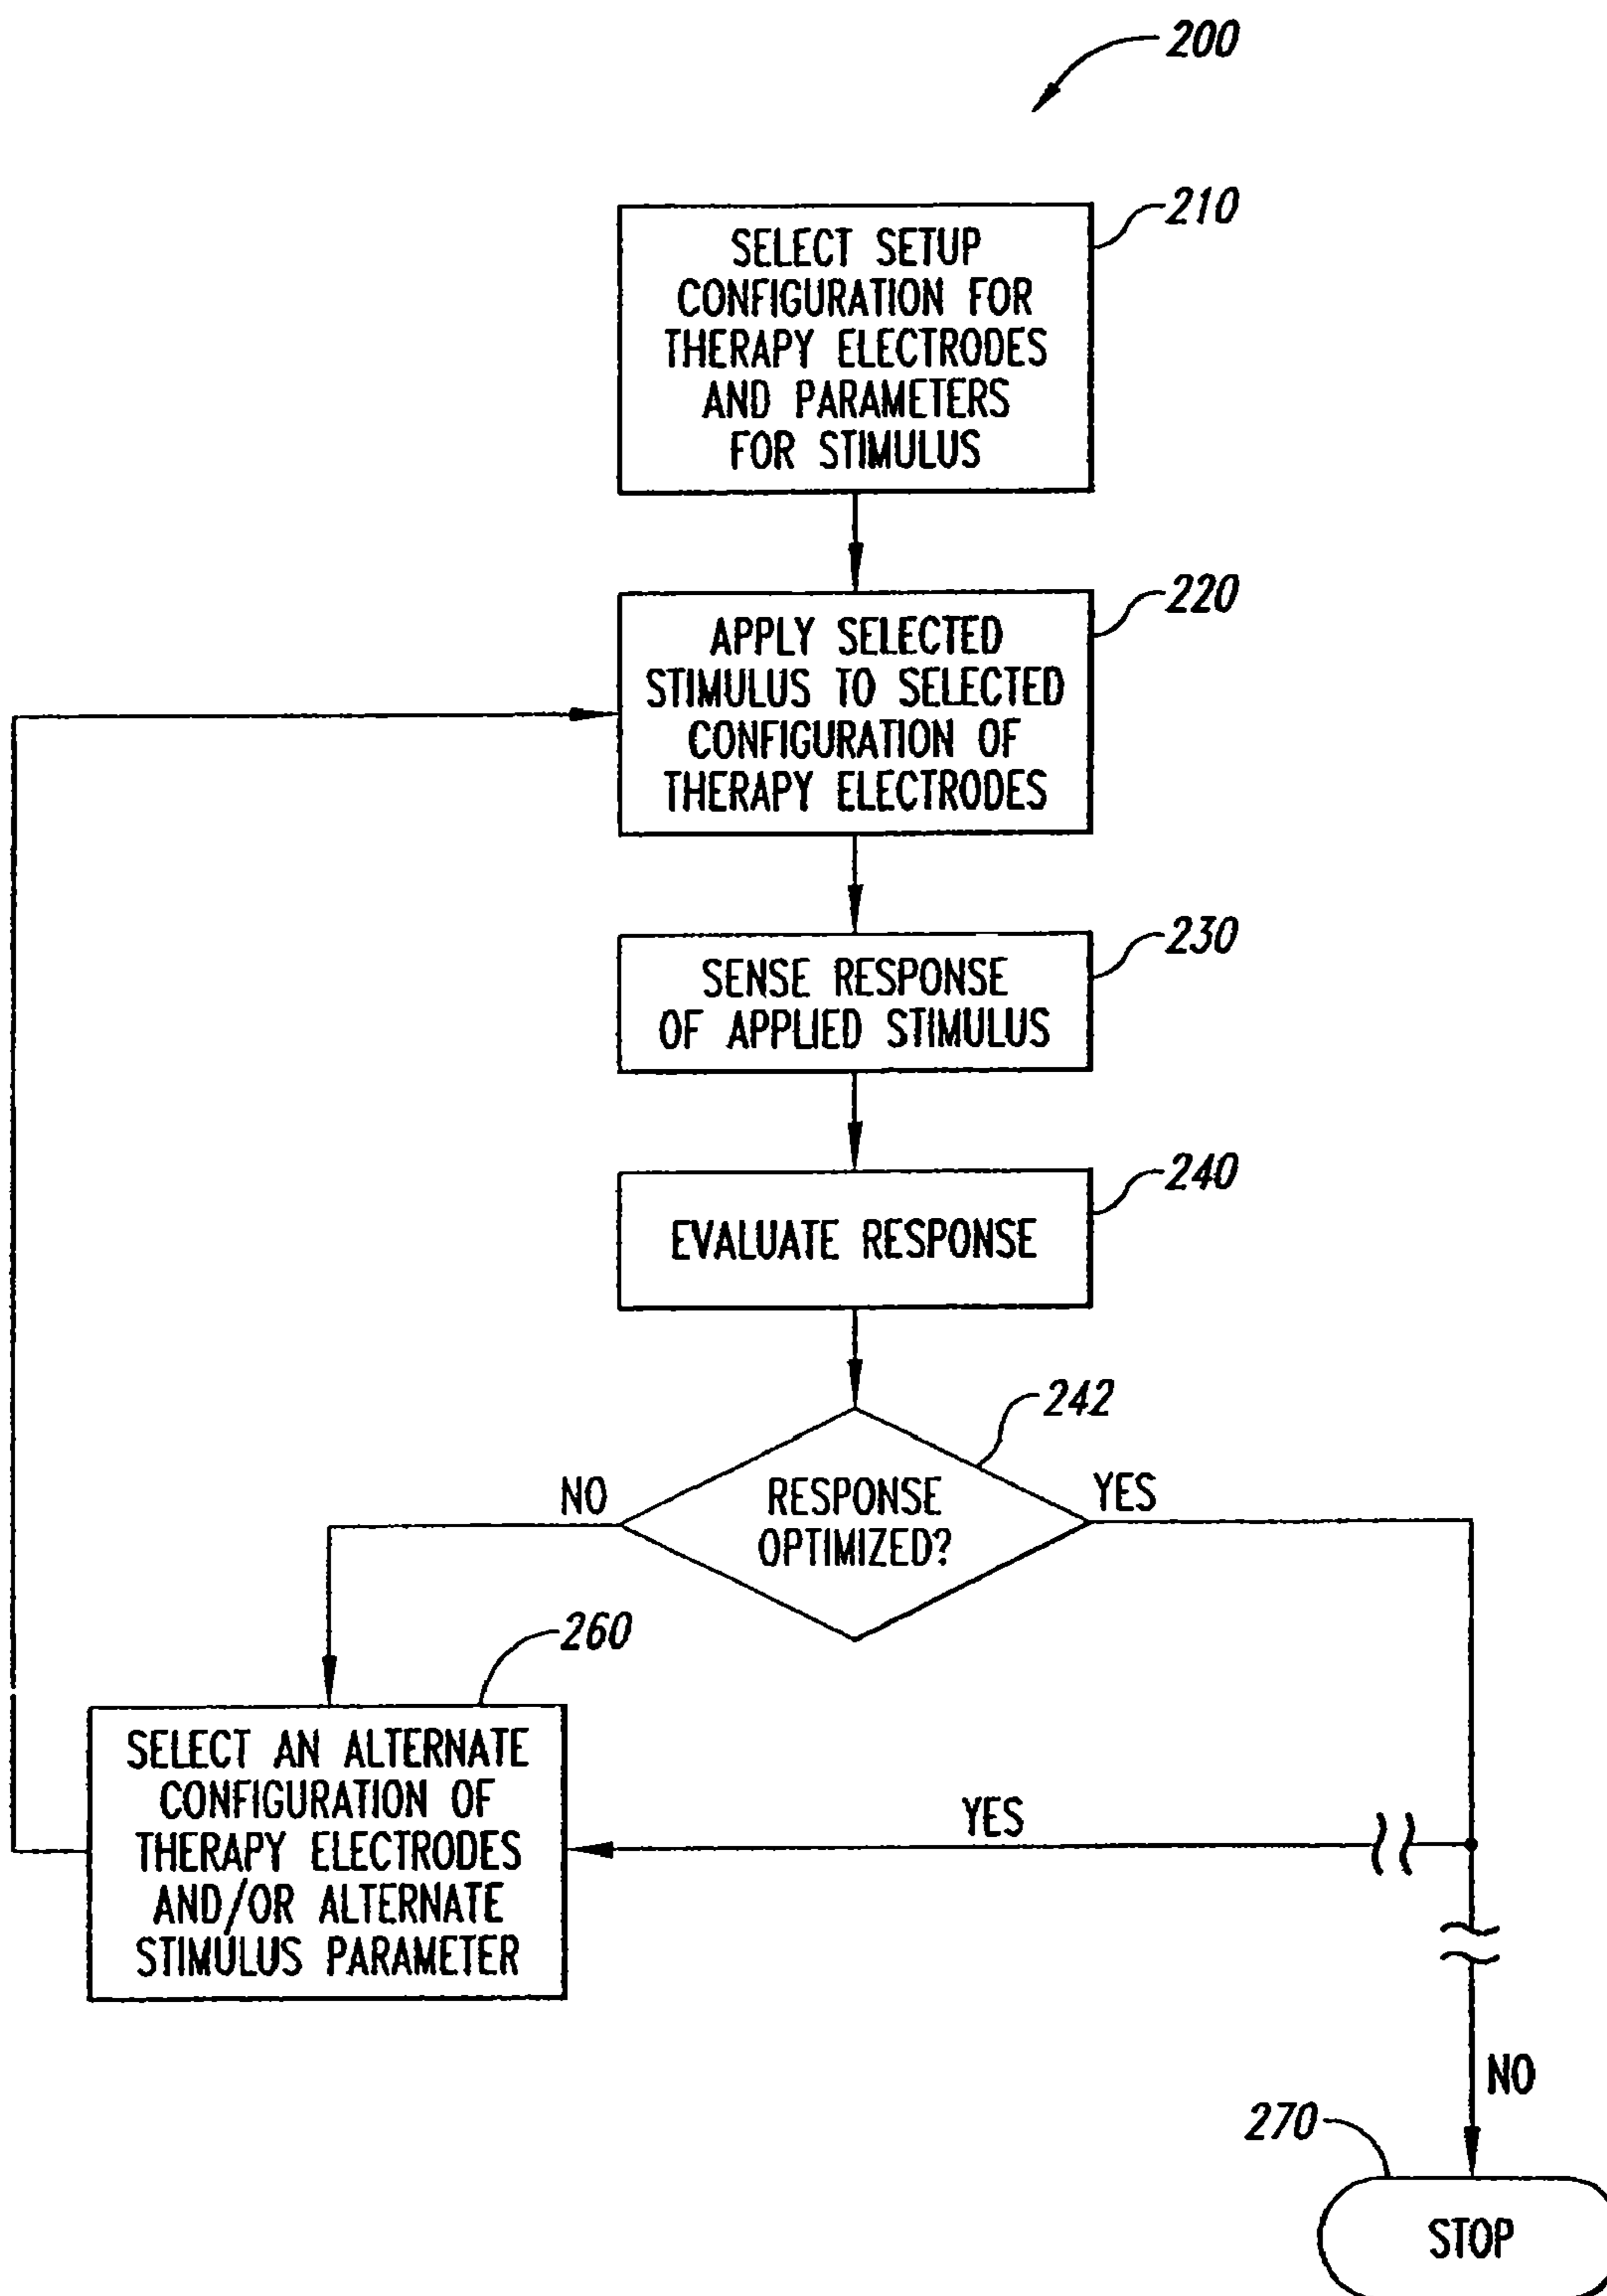 200
210
SELECT SETUP
CONFIGURATION FOR
THERAPY ELECTRODES
AND PARAMETERS
FOR STIMULUS
220
APPLY SELECTED
STIMULUS TO SELECTED
CONFIGURATION OF
THERAPY ELECTRODES
230
SENSE RESPONSE
OF APPLIED STIMULUS
240
EVALUATE RESPONSE
242
NO
RESPONSE
OPTIMIZED?
YES
260
SELECT AN ALTERNATE
CONFIGURATION OF
THERAPY ELECTRODES
AND/OR ALTERNATE
STIMULUS PARAMETER
YES
NO
270
STOP